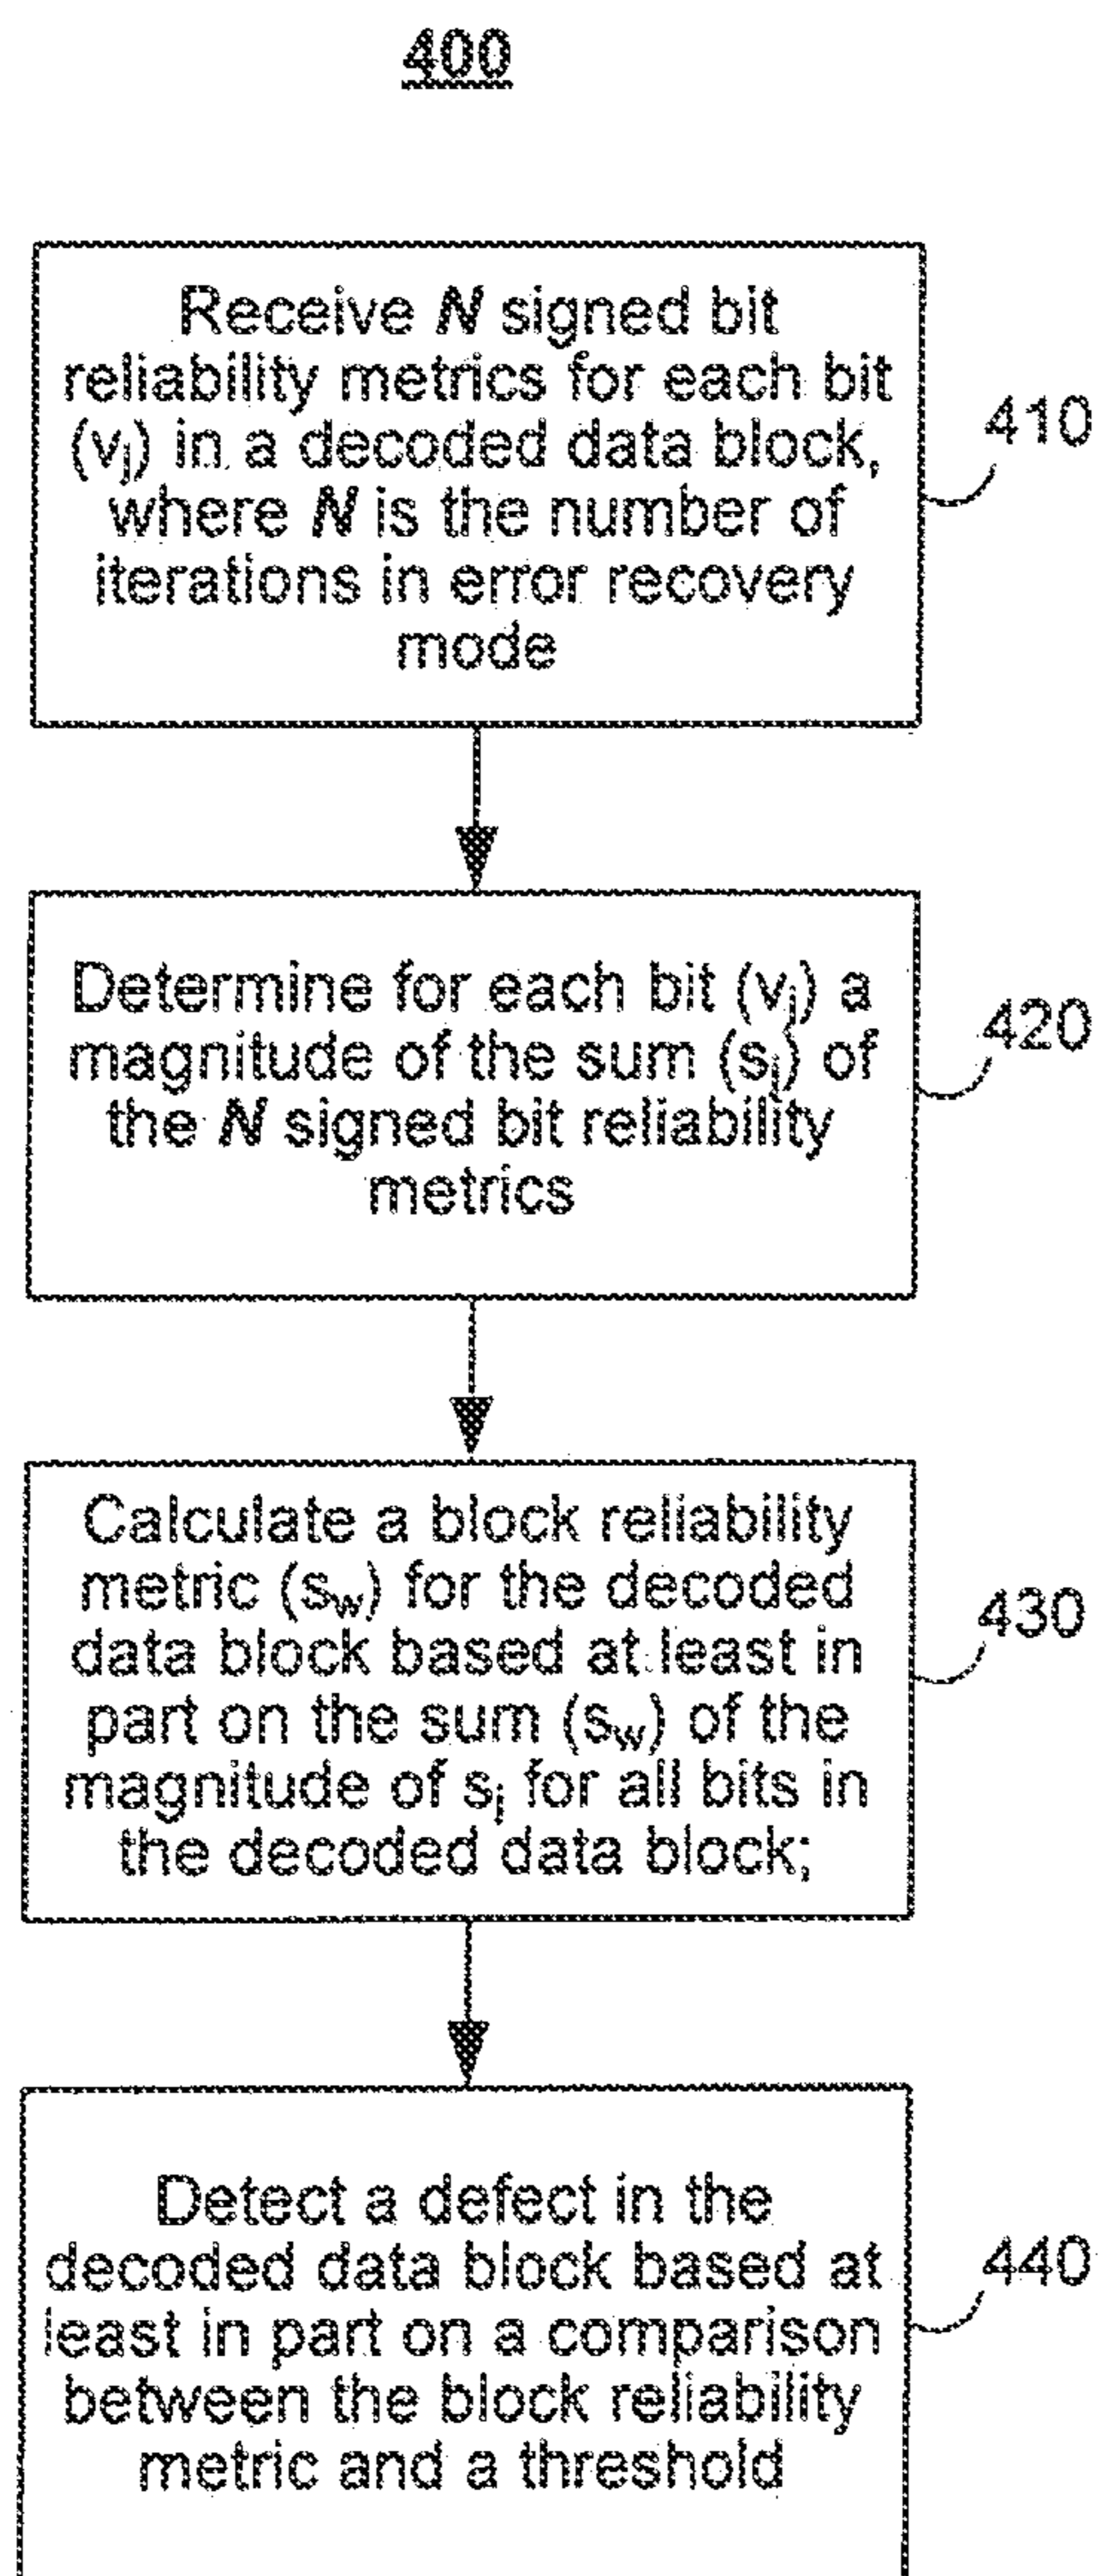 400
Receive N signed bit
reliability metrics for each bit
(vj) in a decoded data block,
where N is the number of
iterations in error recovery
mode
410
Determine for each bit (vj) a
magnitude of the sum (sj) of
the N signed bit reliability
metrics
420
Calculate a block reliability
metric (sw) for the decoded
data block based at least in
part on the sum (sw) of the
magnitude of sj for all bits in
the decoded data block;
430
Detect a defect in the
decoded data block based at
least in part on a comparison
between the block reliability
metric and a threshold
440